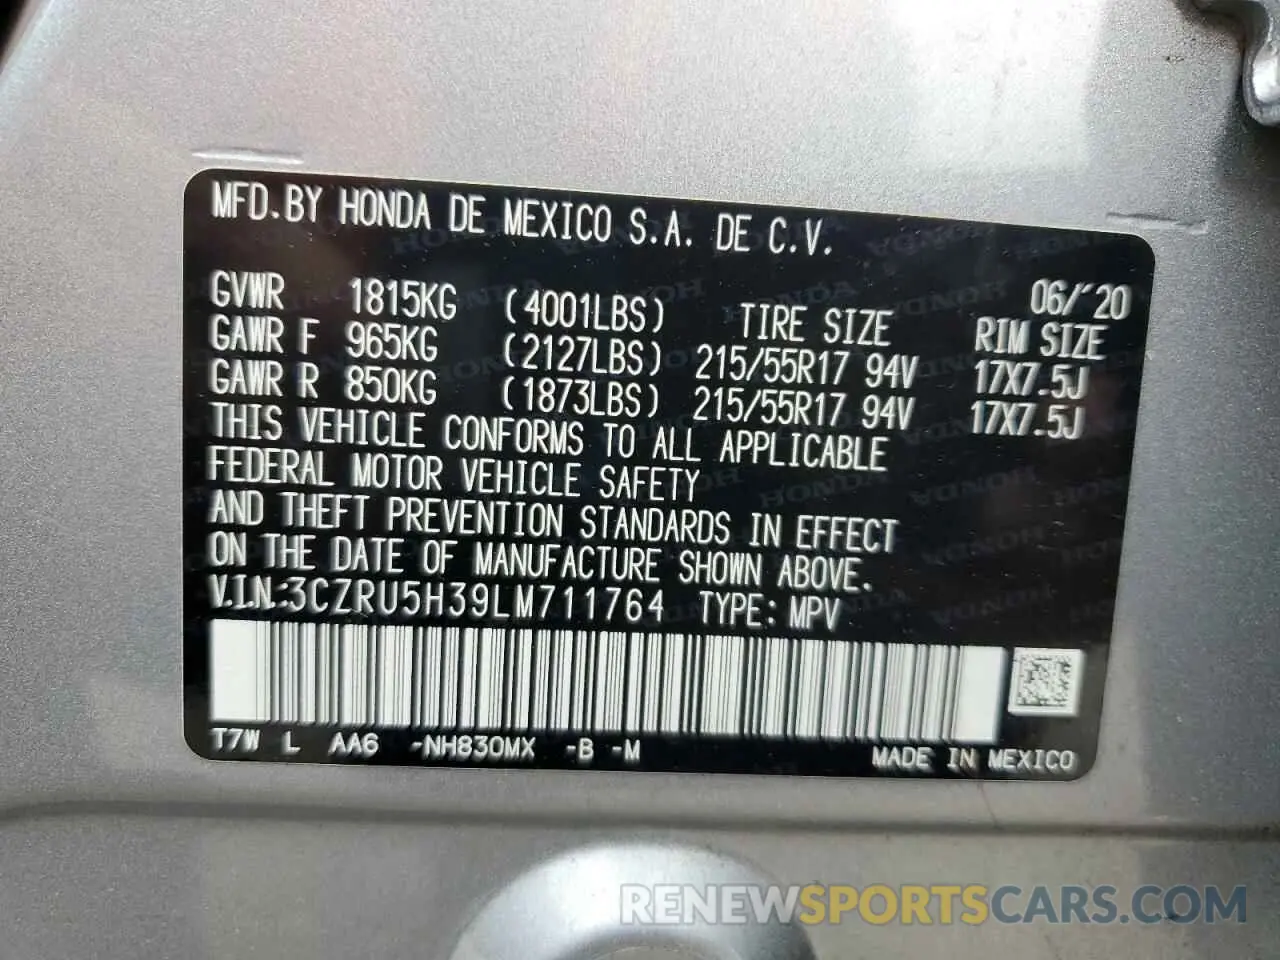 MFD.BY HONDA DE MEXICO S.A. DE C.V.
06/'20
GVWR 1815KG (4001LBS) TIRE SIZE RIM SIZE
GAWR F 965KG (2127LBS) 215/55R17 94V 17X7.5J
GAWR R 850KG (1873LBS) 215/55R17 94V 17X7.5J
THIS VEHICLE CONFORMS TO ALL APPLICABLE
FEDERAL MOTOR VEHICLE SAFETY
AND THEFT PREVENTION STANDARDS IN EFFECT
ON THE DATE OF MANUFACTURE SHOWN ABOVE.
V.I.N.:3CZRU5H39LM711764 TYPE: MPV
T7W L AA6 -NH830MX -B -M MADE IN MEXICO
RENEWSPORTSCARS.COM